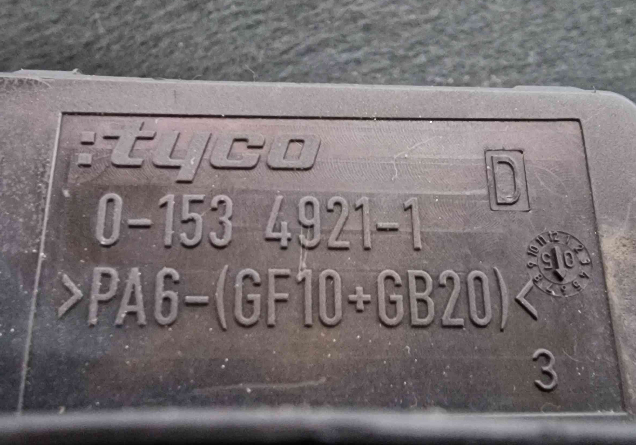 :tyco
D
0-153 4921-1
>PA6-(GF10+GB20)<
3